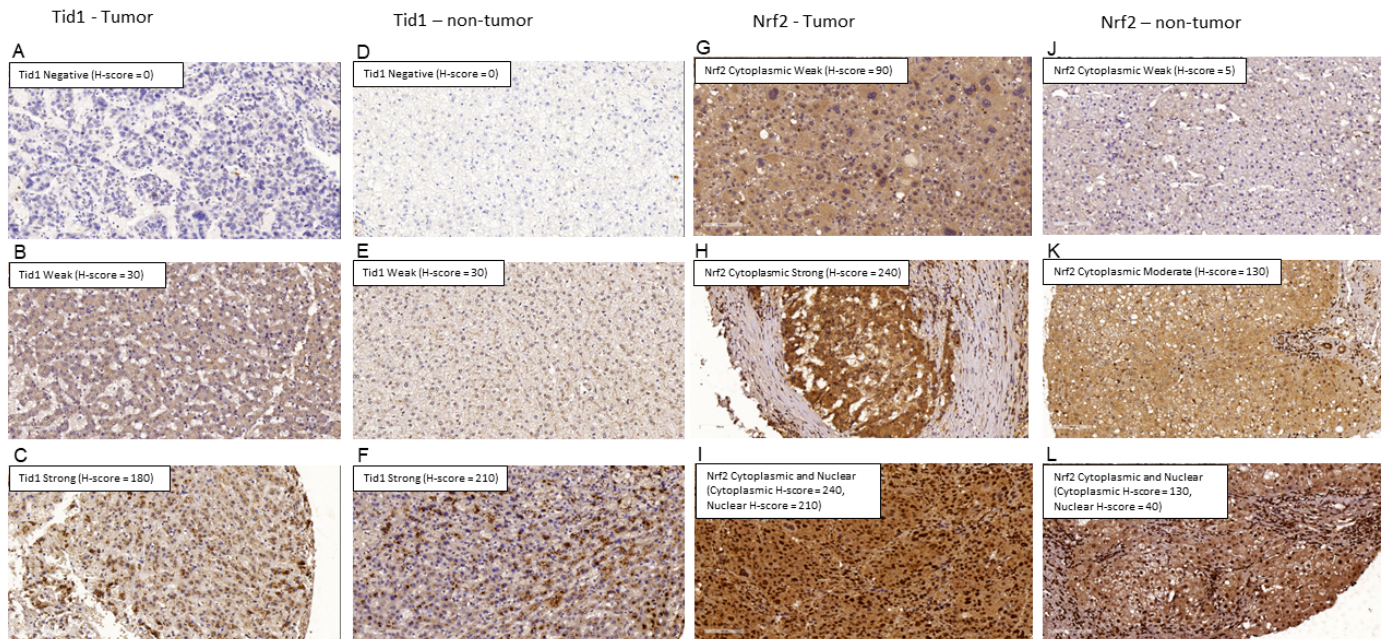 Tid1 - Tumor
Tid1 – non-tumor
Nrf2 - Tumor
Nrf2 – non-tumor
A
Tid1 Negative (H-score = 0)
D
Tid1 Negative (H-score = 0)
G
Nrf2 Cytoplasmic Weak (H-score = 90)
J
Nrf2 Cytoplasmic Weak (H-score = 5)
B
Tid1 Weak (H-score = 30)
E
Tid1 Weak (H-score = 30)
H
Nrf2 Cytoplasmic Strong (H-score = 240)
K
Nrf2 Cytoplasmic Moderate (H-score = 130)
C
Tid1 Strong (H-score = 180)
F
Tid1 Strong (H-score = 210)
I
Nrf2 Cytoplasmic and Nuclear
(Cytoplasmic H-score = 240,
Nuclear H-score = 210)
L
Nrf2 Cytoplasmic and Nuclear
(Cytoplasmic H-score = 130,
Nuclear H-score = 40)